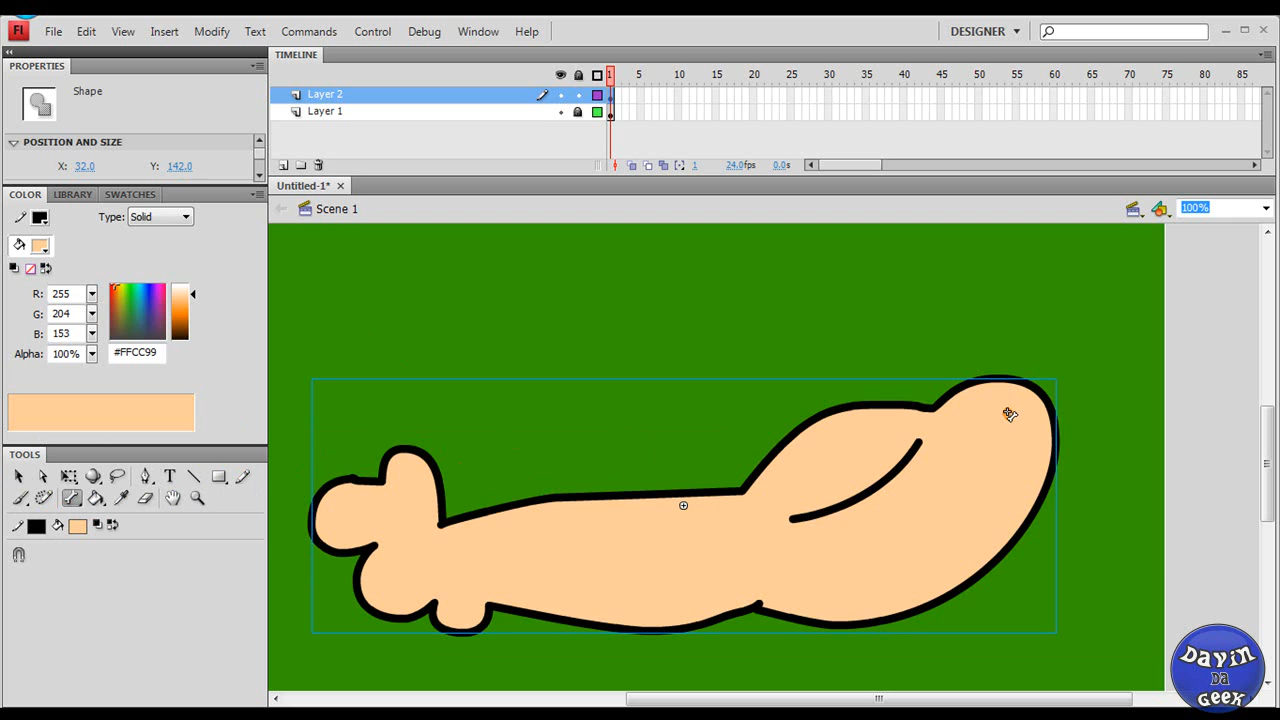 Fl File Edit View Insert Text Modify Commands Control Debug Window Help DESIGNER
PROPERTIES
Shape
POSITION AND SIZE
X: 32.0 Y: 142.0
COLOR LIBRARY SWATCHES
Type: Solid
R: 255
G: 204
B: 153
Alpha: 100% #FFCC99
TOOLS
T
TIMELINE
1 5 10 15 20 25 30 35 40 45 50 55 60 65 70 75 80 85
Layer 2
Layer 1
1 24.0fps 0.0s
Untitled-1*
Scene 1 100%
DaYiN
Da
GeeX